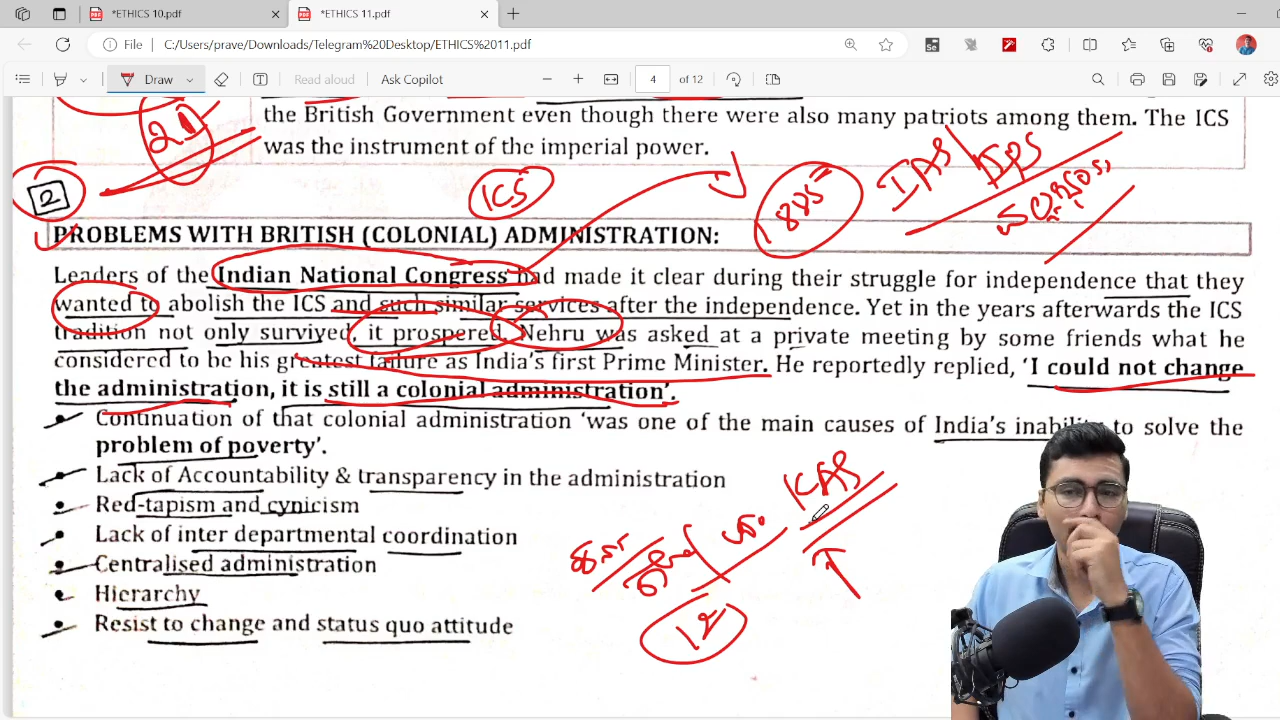 *ETHICS 10.pdf
*ETHICS 11.pdf
File C:/Users/prave/Downloads/Telegram%20Desktop/ETHICS%2011.pdf
Draw
Read aloud
Ask Copilot
4 of 12
the British Government even though there were also many patriots among them. The ICS
was the instrument of the imperial power.
21
ICS
1885
IAS/IPS
2
PROBLEMS WITH BRITISH (COLONIAL) ADMINISTRATION:
Leaders of the Indian National Congress had made it clear during their struggle for independence that they
wanted to abolish the ICS and such similar services after the independence. Yet in the years afterwards the ICS
tradition not only survived, it prospered. Nehru was asked at a private meeting by some friends what he
considered to be his greatest failure as India's first Prime Minister. He reportedly replied, 'I could not change
the administration, it is still a colonial administration'.
• Continuation of that colonial administration 'was one of the main causes of India's inability to solve the
problem of poverty'.
• Lack of Accountability & transparency in the administration
• Red-tapism and cynicism
• Lack of inter departmental coordination
• Centralised administration
• Hierarchy
• Resist to change and status quo attitude
KAS
12